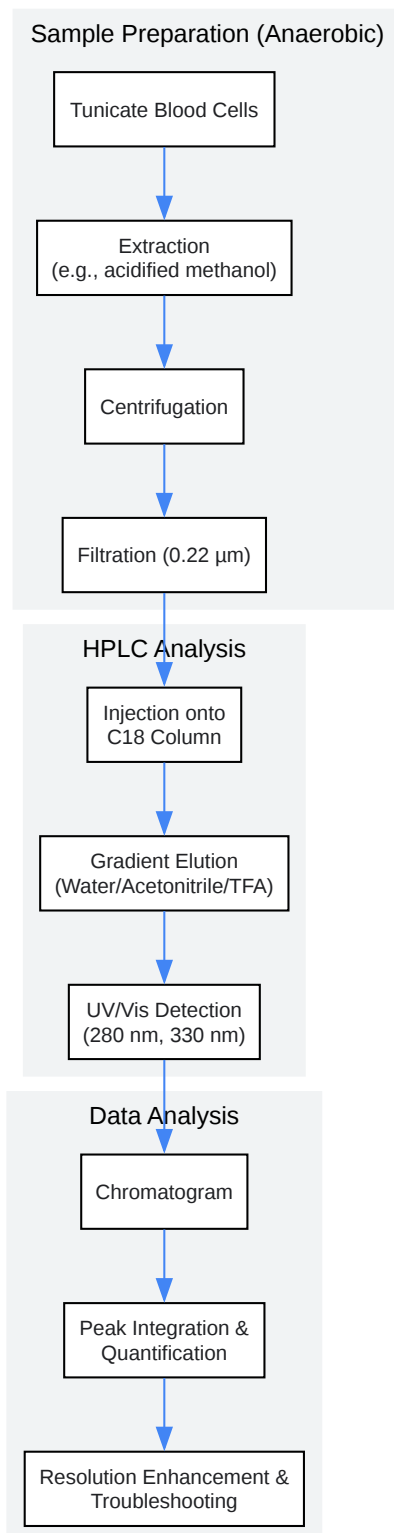 Sample Preparation (Anaerobic)
Tunicate Blood Cells
Extraction
(e.g., acidified methanol)
Centrifugation
Filtration (0.22 µm)
HPLC Analysis
Injection onto
C18 Column
Gradient Elution
(Water/Acetonitrile/TFA)
UV/Vis Detection
(280 nm, 330 nm)
Data Analysis
Chromatogram
Peak Integration &
Quantification
Resolution Enhancement &
Troubleshooting